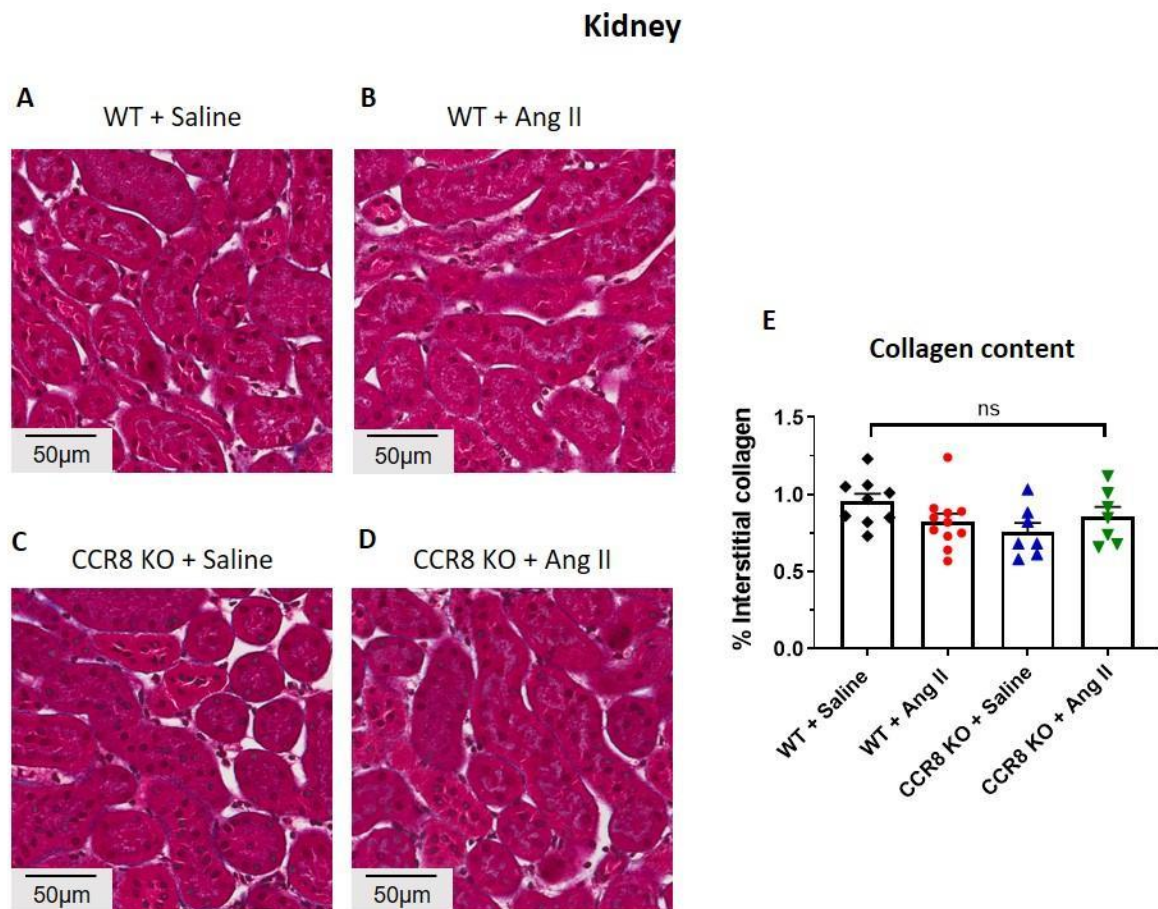 Kidney
A
WT + Saline
B
WT + Ang II
50µm
50µm
C
CCR8 KO + Saline
D
CCR8 KO + Ang II
50µm
50µm
E
Collagen content
ns
% Interstitial collagen
1.5
1.0
0.5
0.0
WT + Saline
WT + Ang II
CCR8 KO + Saline
CCR8 KO + Ang II